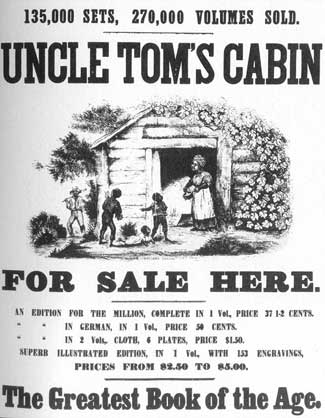 135,000 SETS, 270,000 VOLUMES SOLD.
UNCLE TOM'S CABIN
FOR SALE HERE.
AN EDITION FOR THE MILLION, COMPLETE IN 1 Vol., PRICE 37 1-2 CENTS.
" " IN GERMAN, IN 1 Vol., PRICE 50 CENTS.
" " IN 2 Vols., CLOTH, 6 PLATES, PRICE $1.50.
SUPERB ILLUSTRATED EDITION, IN 1 Vol., WITH 153 ENGRAVINGS,
PRICES FROM $2.50 TO $5.00.
The Greatest Book of the Age.